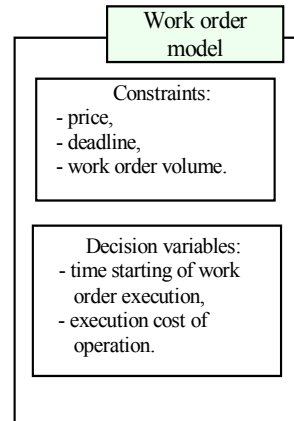 Work order
model
Constraints:
- price,
- deadline,
- work order volume.
Decision variables:
- time starting of work
order execution,
- execution cost of
operation.